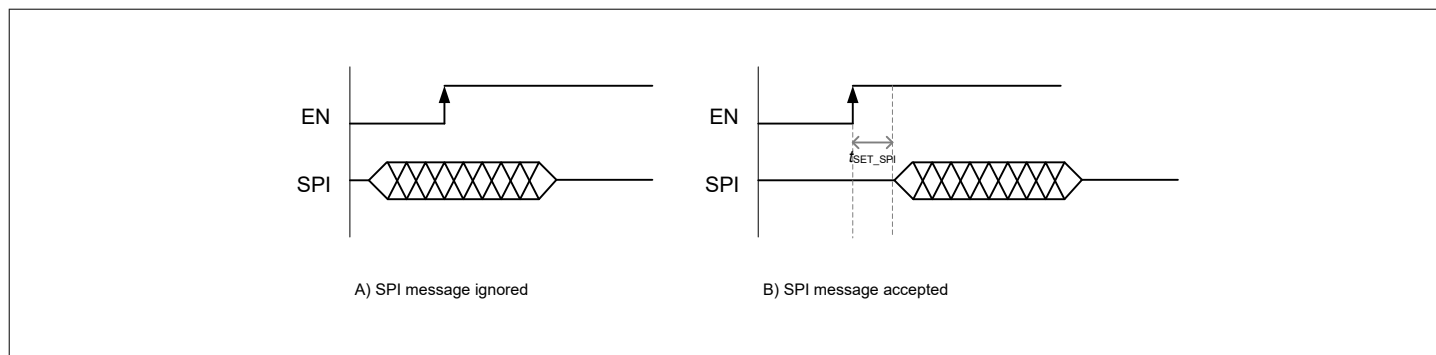 EN
SPI
A) SPI message ignored
EN
tSET_SPI
SPI
B) SPI message accepted